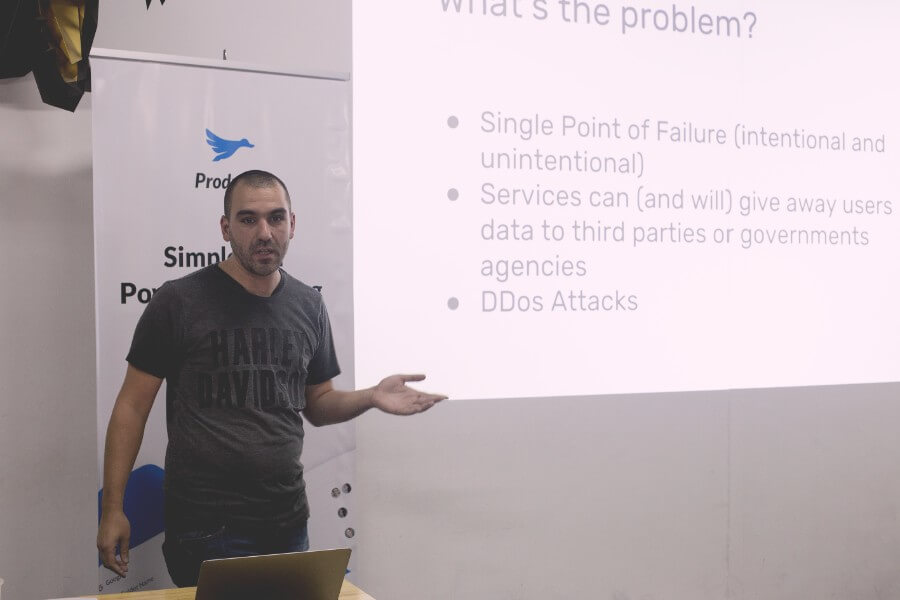 What's the problem?
Single Point of Failure (intentional and
unintentional)
Services can (and will) give away users
data to third parties or governments
agencies
DDos Attacks
HARLEY
DAVIDSON